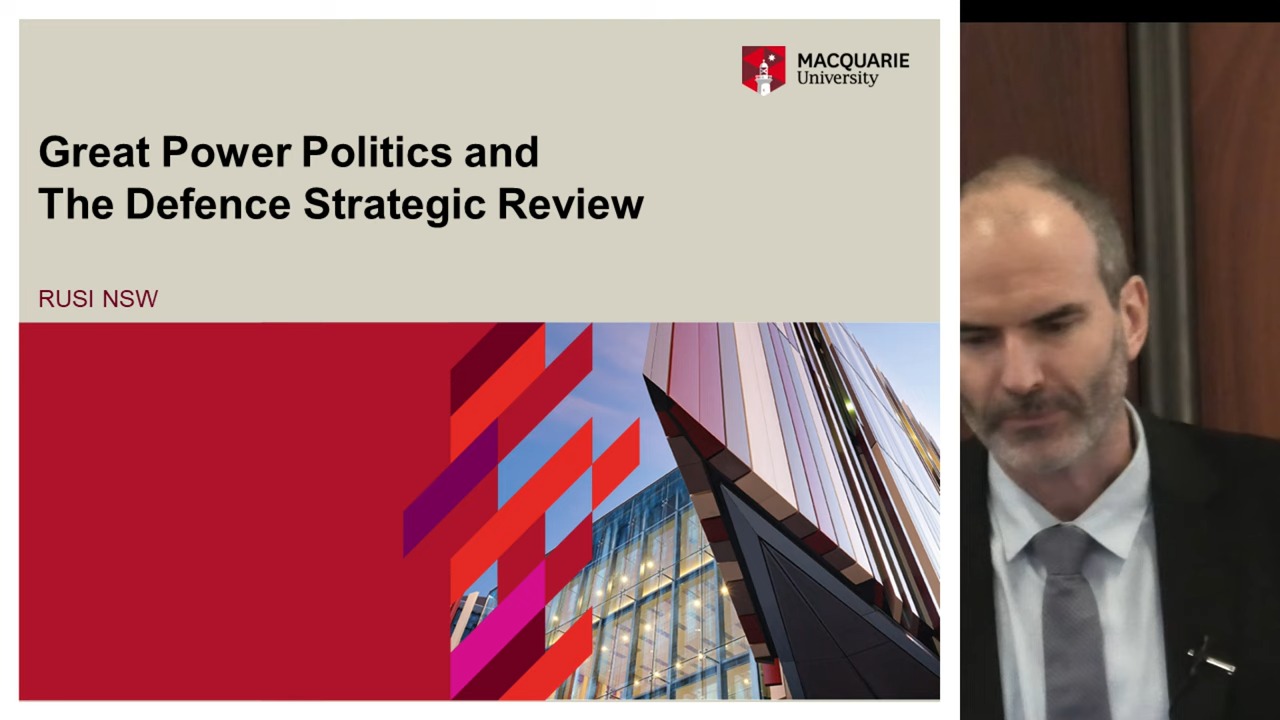 MACQUARIE
University
Great Power Politics and
The Defence Strategic Review
RUSI NSW